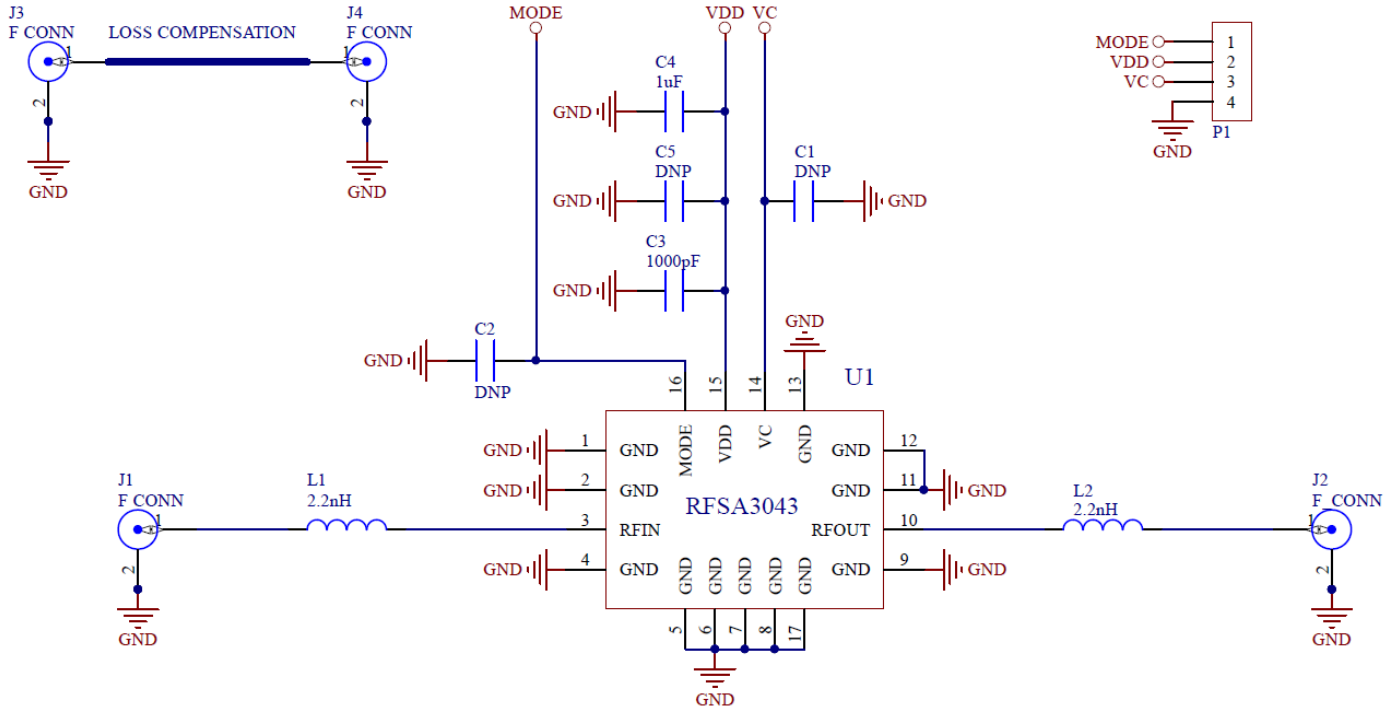 J3
F CONN
LOSS COMPENSATION
J4
F CONN
1
1
2
2
GND
GND
MODE
VDD
VC
MODE
VDD
VC
1
2
3
4
GND
P1
C4
1uF
GND
C5
DNP
GND
C1
DNP
GND
C3
1000pF
GND
GND
C2
DNP
GND
16
15
14
13
U1
MODE
VDD
VC
GND
GND
1
GND
GND
12
GND
2
GND
GND
11
GND
RFSA3043
J1
F CONN
1
L1
2.2nH
3
RFIN
RFOUT
10
L2
2.2nH
J2
F_CONN
1
GND
4
GND
GND
9
GND
GND
GND
GND
GND
GND
5
6
7
8
17
GND
2
GND
2
GND